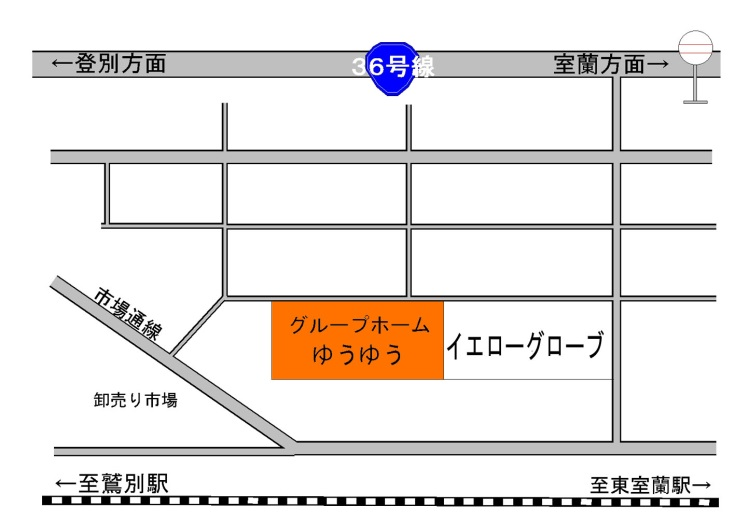 ←登別方面
36号線
室蘭方面→
市場通線
グループホーム
ゆうゆう
イエローグローブ
卸売り市場
←至鷲別駅
至東室蘭駅→